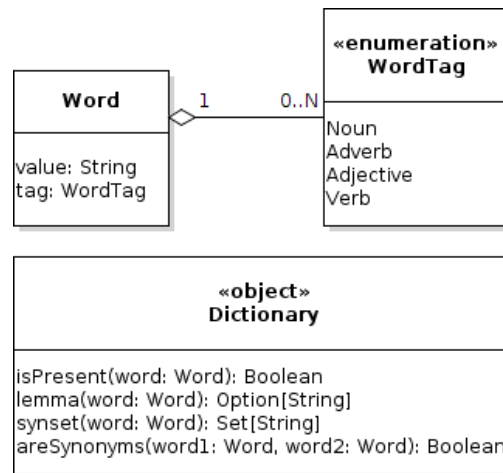 «enumeration»
WordTag
Word
1
0..N
value: String
tag: WordTag
Noun
Adverb
Adjective
Verb
«object»
Dictionary
isPresent(word: Word): Boolean
lemma(word: Word): Option[String]
synset(word: Word): Set[String]
areSynonyms(word1: Word, word2: Word): Boolean